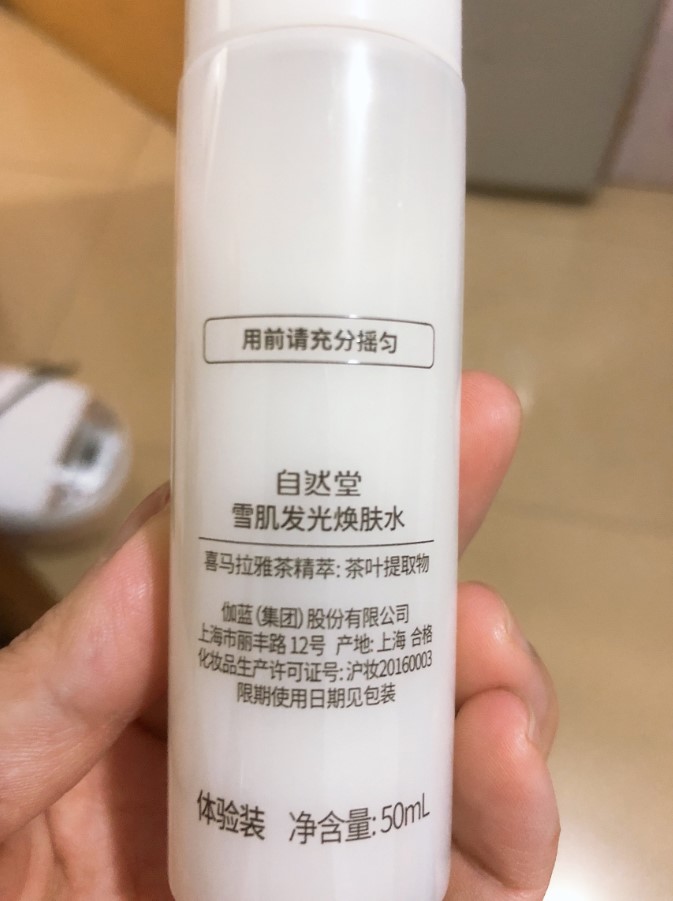 用前请充分摇匀
自然堂
雪肌发光焕肤水
喜马拉雅茶精萃: 茶叶提取物
伽蓝(集团)股份有限公司
上海市丽丰路12号 产地: 上海 合格
化妆品生产许可证号: 沪妆20160003
限期使用日期见包装
体验装 净含量: 50mL